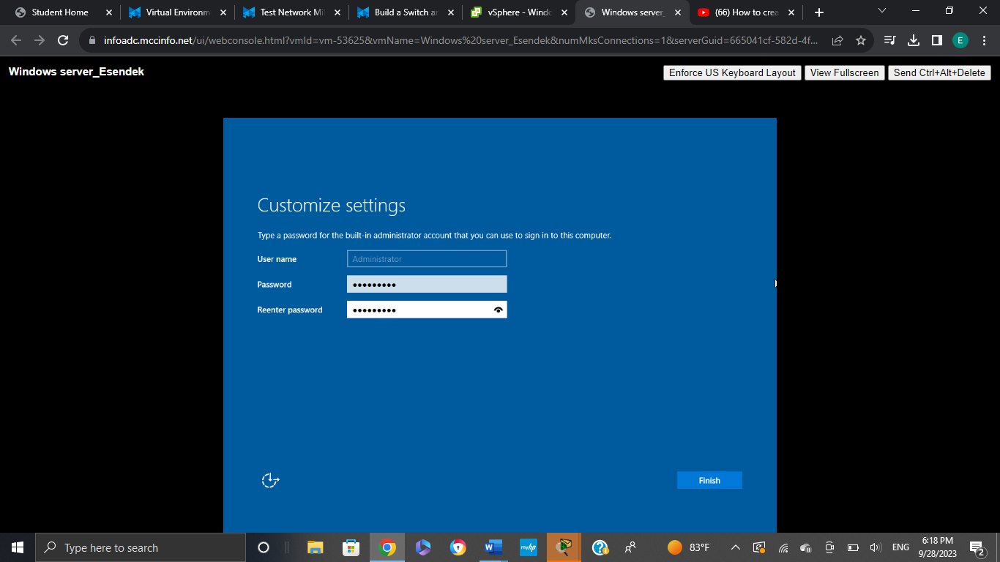 Student Home
Virtual Environm
Test Network Mi
Build a Switch a
vSphere - Windo
Windows server_
(66) How to crea
infoadc.mccinfo.net/ui/webconsole.html?vmId=vm-53625&vmName=Windows%20server_Esendek&numMksConnections=1&serverGuid=665041cf-582d-4f...
E
Windows server_Esendek
Enforce US Keyboard Layout
View Fullscreen
Send Ctrl+Alt+Delete
Customize settings
Type a password for the built-in administrator account that you can use to sign in to this computer.
User name
Administrator
Password
•••••••••
Reenter password
•••••••••
Finish
Type here to search
W
myhp
?
83°F
ENG
6:18 PM
9/28/2023
2